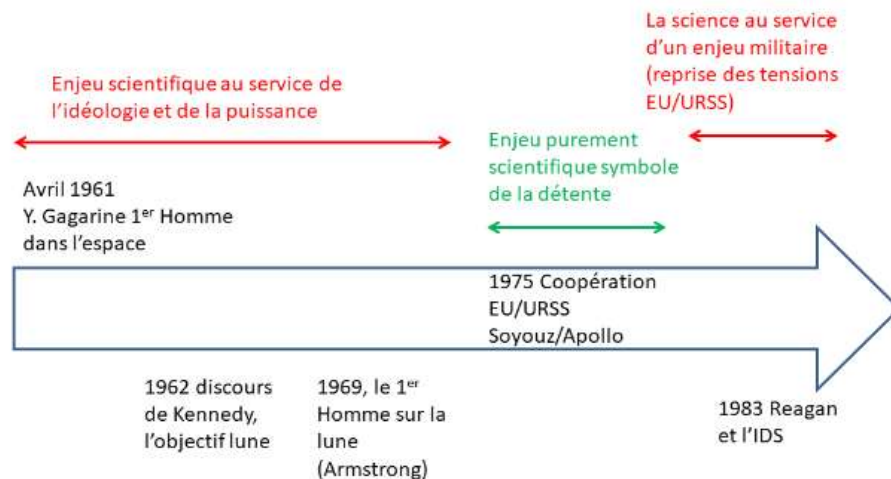 La science au service
d'un enjeu militaire
(reprise des tensions
EU/URSS)
Enjeu scientifique au service de
l'idéologie et de la puissance
Enjeu purement
scientifique symbole
de la détente
Avril 1961
Y. Gagarine 1er Homme
dans l'espace
1975 Coopération
EU/URSS
Soyouz/Apollo
1962 discours
de Kennedy,
l'objectif lune
1969, le 1er
Homme sur la
lune
(Armstrong)
1983 Reagan
et l'IDS